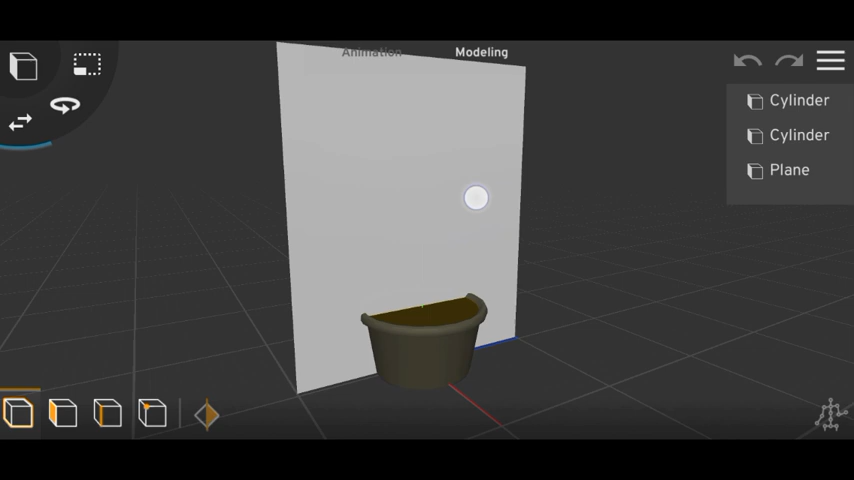 Animation
Modeling
Cylinder
Cylinder
Plane